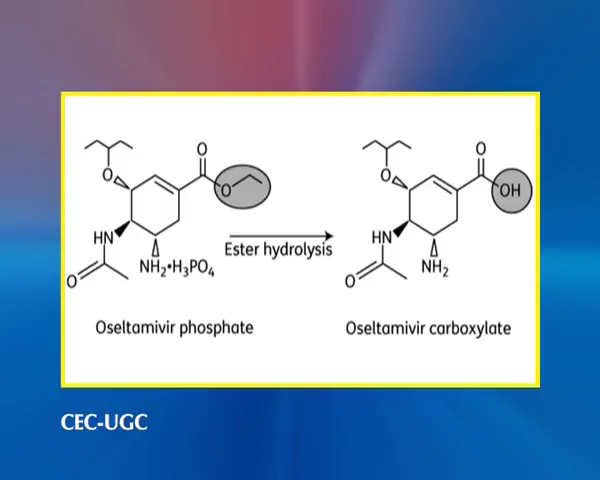 O
O
O
O
OH
HN
HN
Ester hydrolysis
O
NH₂•H₃PO₄
O
NH₂
Oseltamivir phosphate
Oseltamivir carboxylate
CEC-UGC